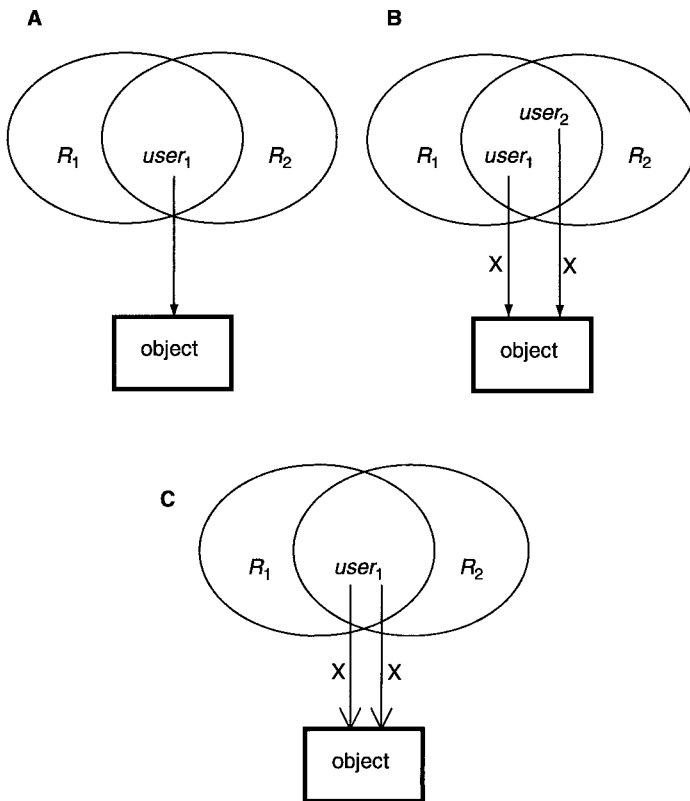 A
R1 user1 R2
object
B
R1 user1 user2 R2
X X
object
C
R1 user1 R2
X X
object